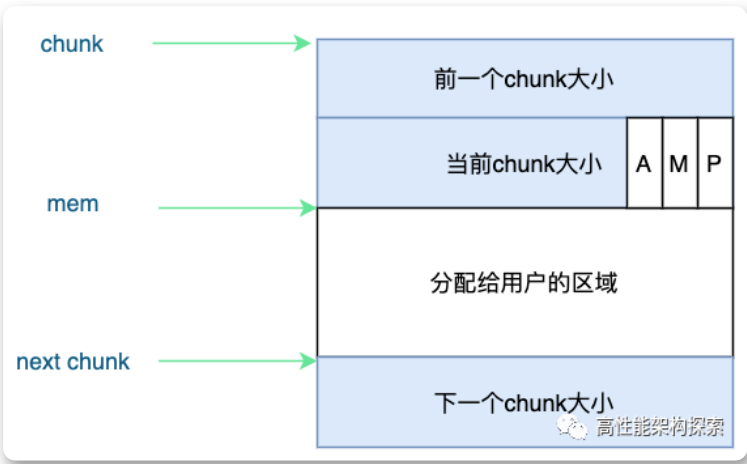 chunk
前一个chunk大小
当前chunk大小
A
M
P
mem
分配给用户的区域
next chunk
下一个chunk大小
高性能架构探索